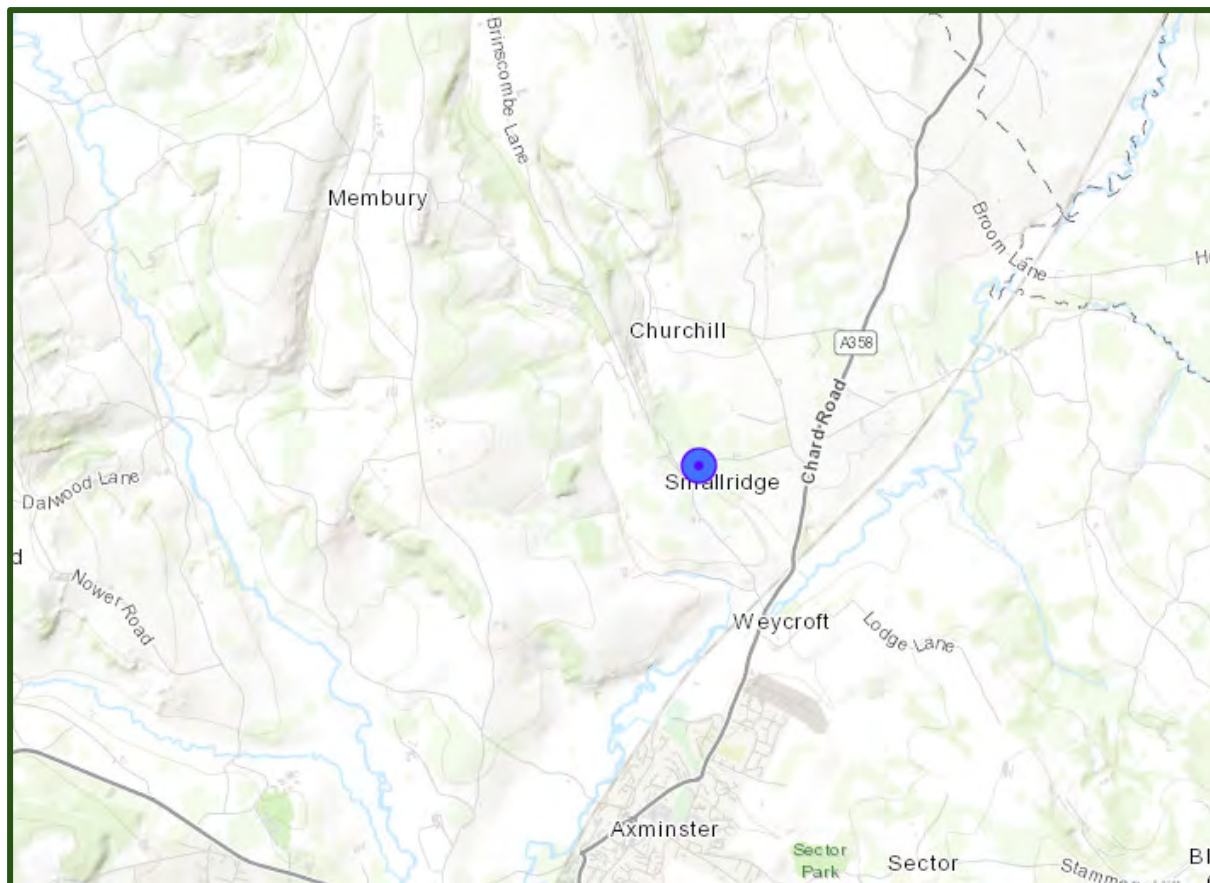 Brinscombe Lane
Membury
Broom Lane
Churchill
A358
Chard Road
Smallridge
Dalwood Lane
d
Nower Road
Weycroft
Lodge Lane
Axminster
Sector
Park
Sector